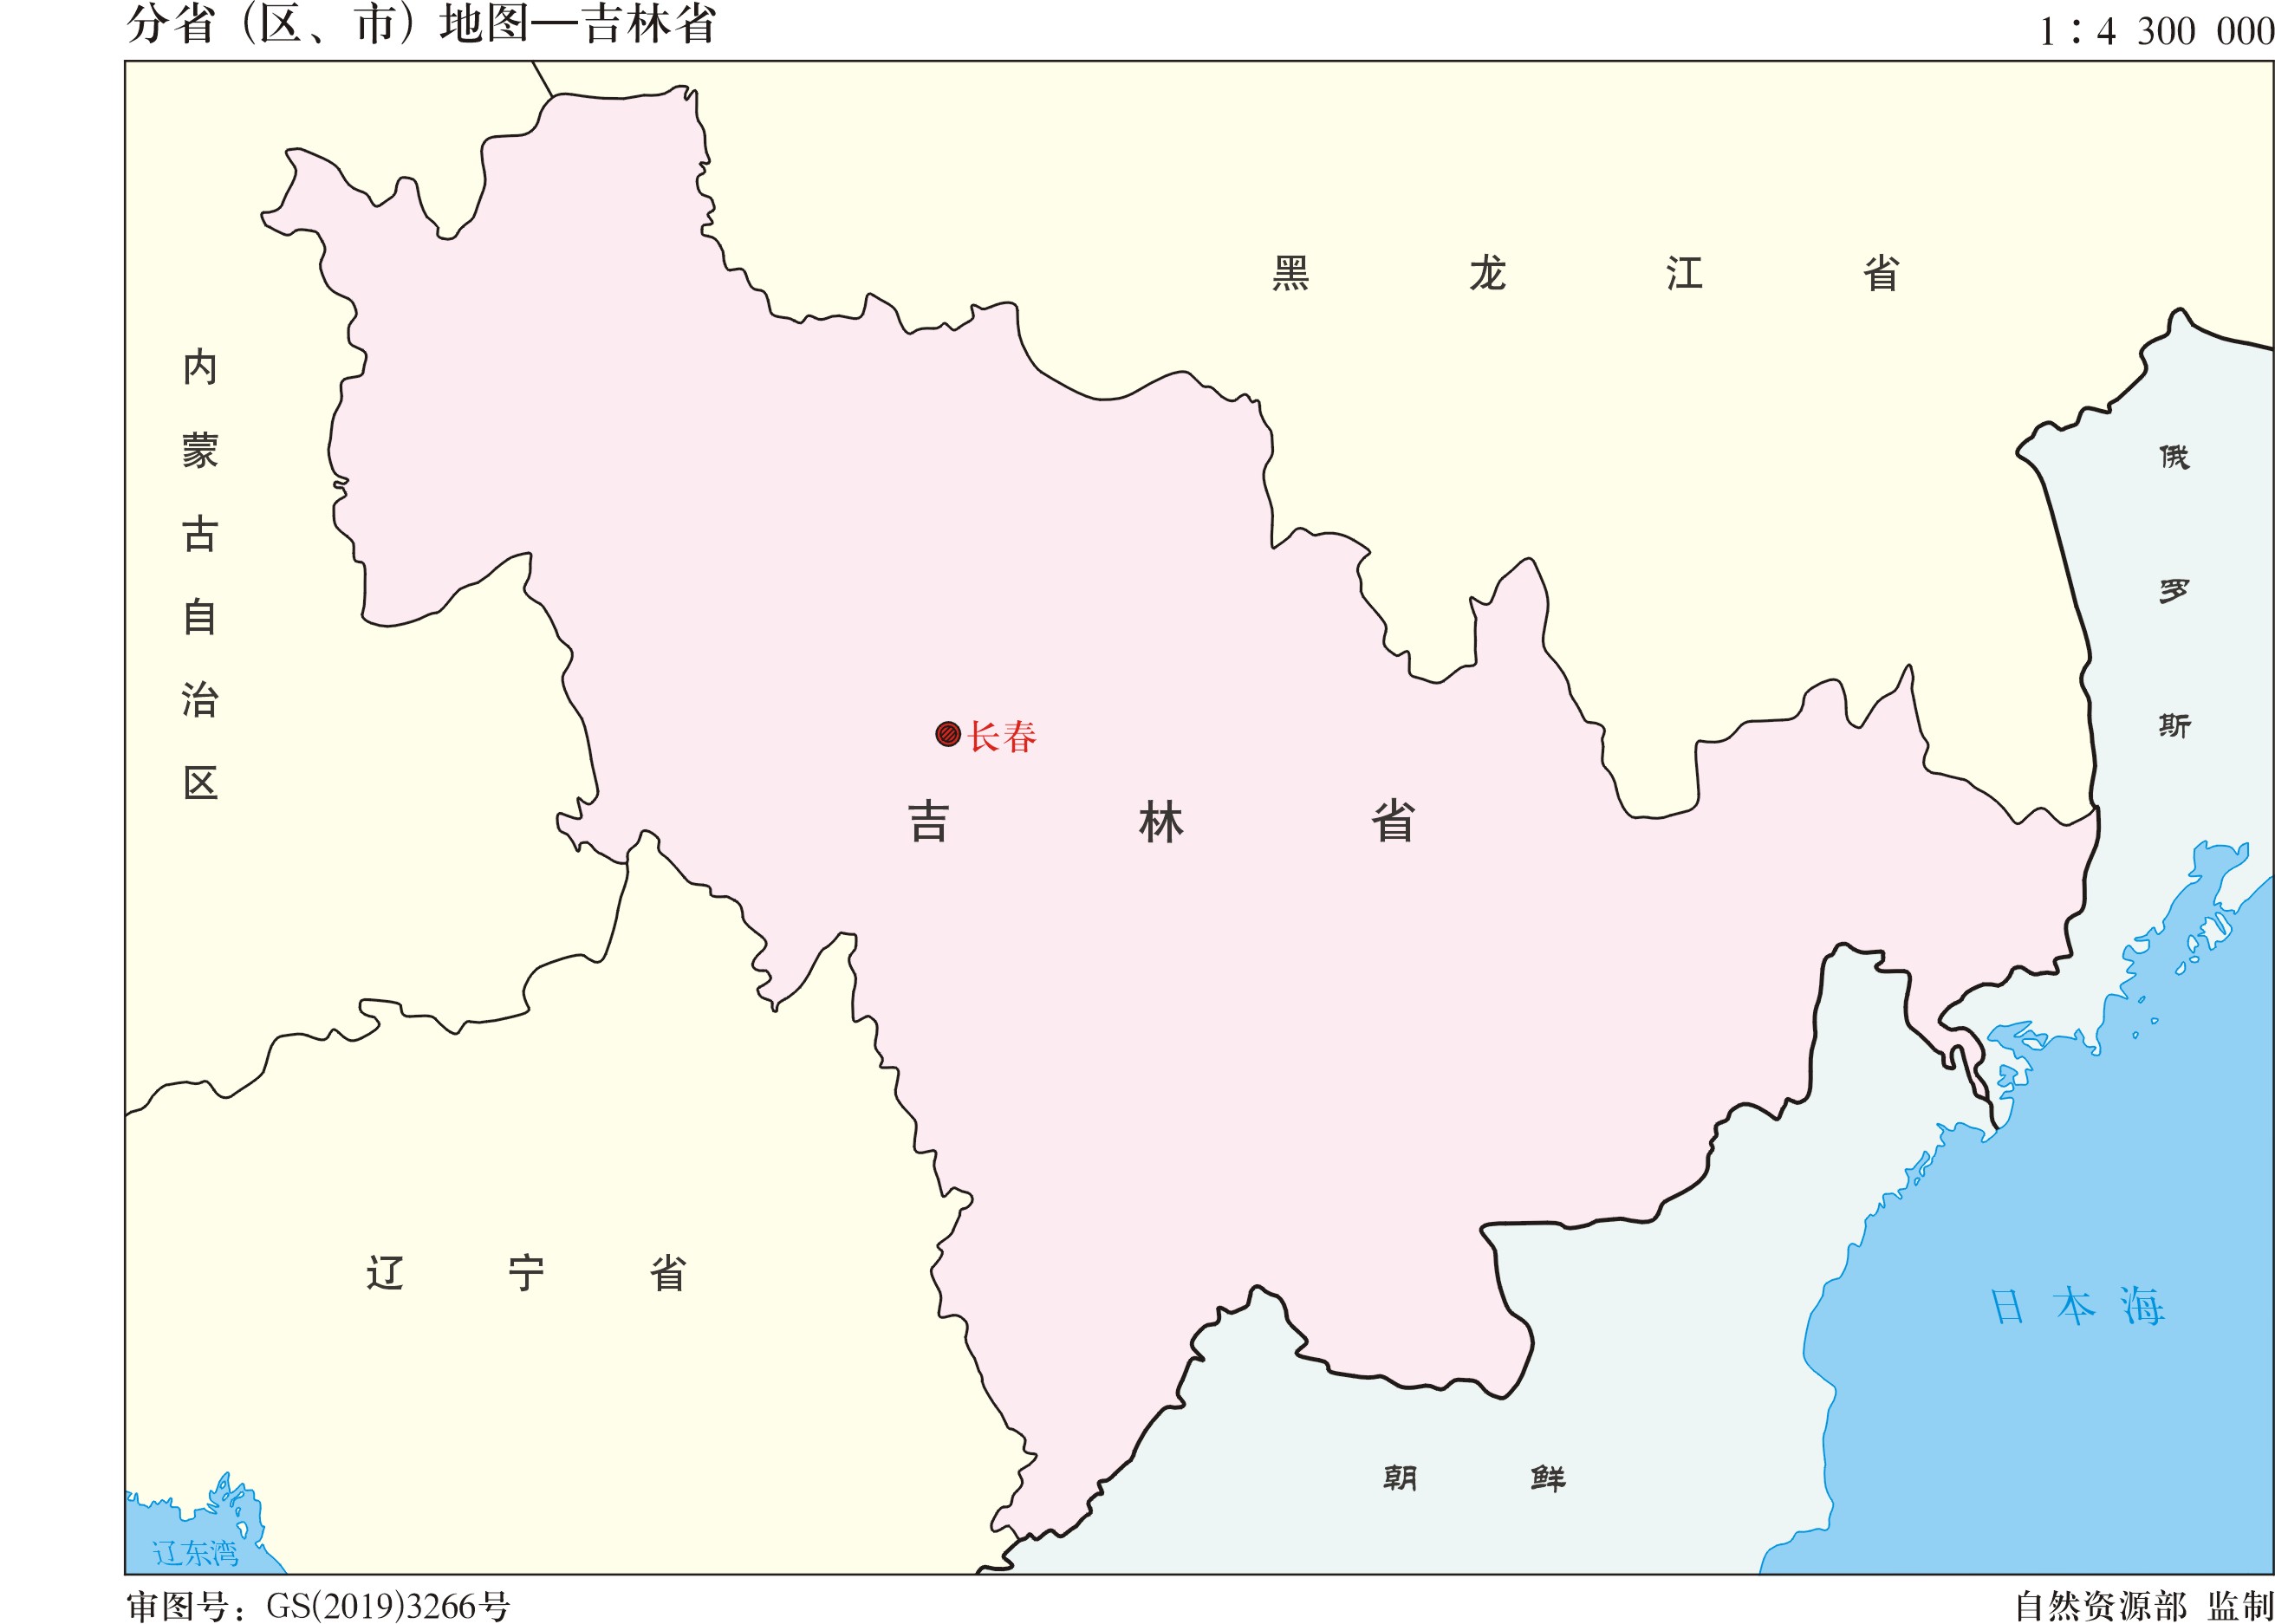 分省（区、市）地图—吉林省
1：4 300 000
黑龙江省
内蒙古自治区
俄罗斯
长春
吉林省
辽宁省
日本海
朝鲜
辽东湾
审图号：GS(2019)3266号
自然资源部 监制